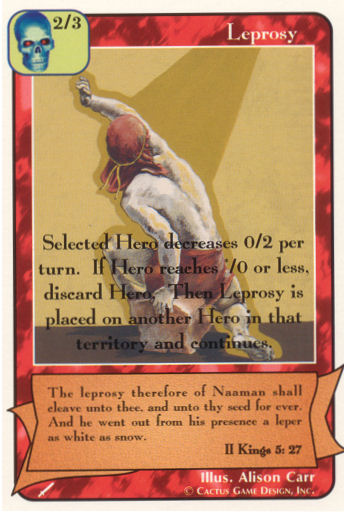 2/3
Leprosy
Selected Hero decreases 0/2 per
turn. If Hero reaches */0 or less,
discard Hero. Then Leprosy is
placed on another Hero in that
territory and continues.
The leprosy therefore of Naaman shall
cleave unto thee, and unto thy seed for ever.
And he went out from his presence a leper
as white as snow.
II Kings 5: 27
Illus. Alison Carr
© Cactus Game Design, Inc.